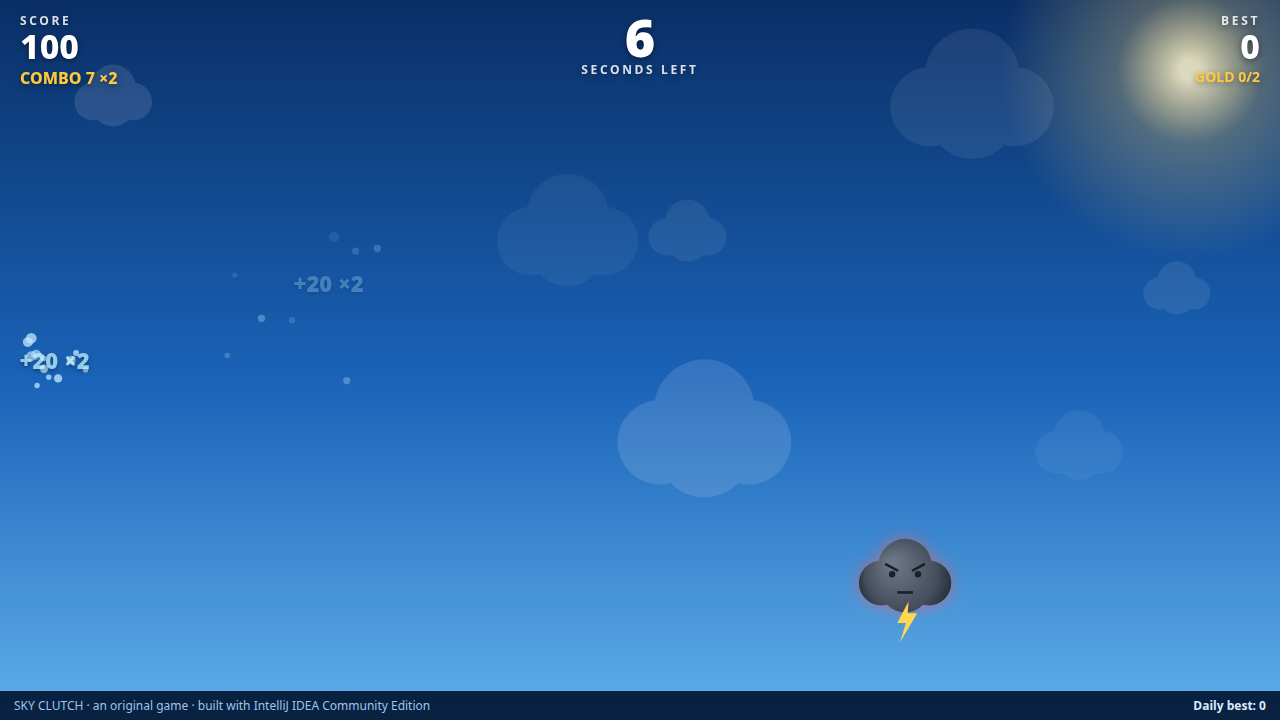 SCORE
100
COMBO 7 ×2
6
SECONDS LEFT
BEST
0
GOLD 0/2
+20 ×2
+20 ×2
SKY CLUTCH · an original game · built with IntelliJ IDEA Community Edition
Daily best: 0